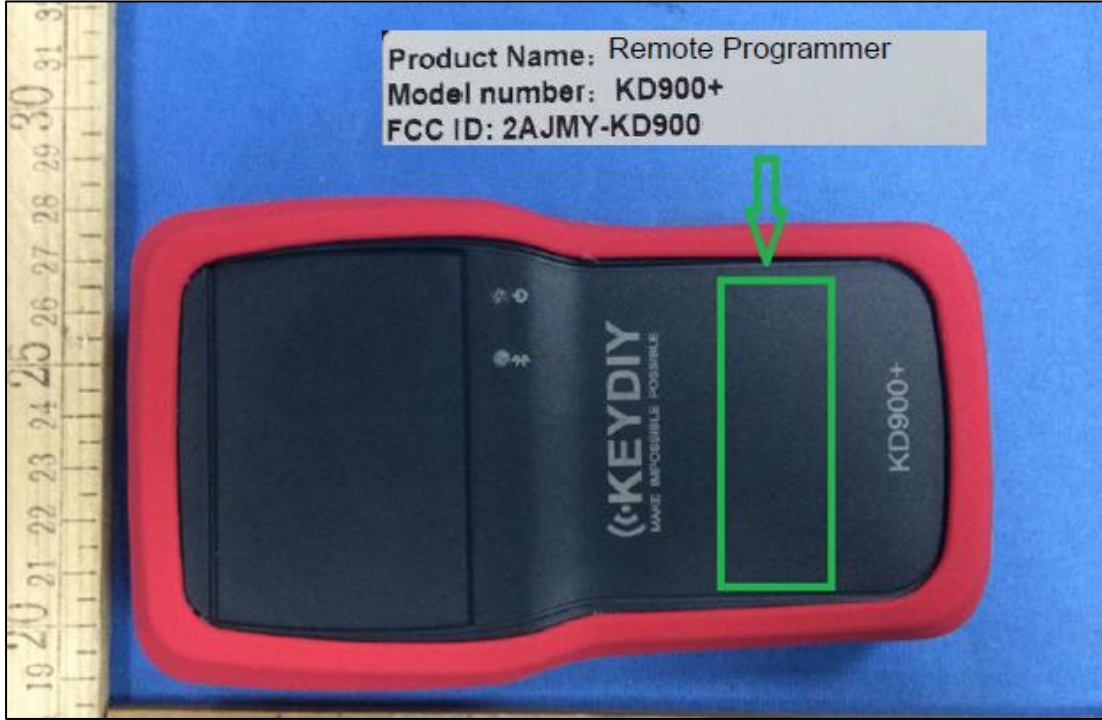 Product Name: Remote Programmer
Model number: KD900+
FCC ID: 2AJMY-KD900
KEYDIY
MAKE IMPOSSIBLE POSSIBLE
KD900+
31
30
29
28
27
26
25
24
23
22
21
20
19